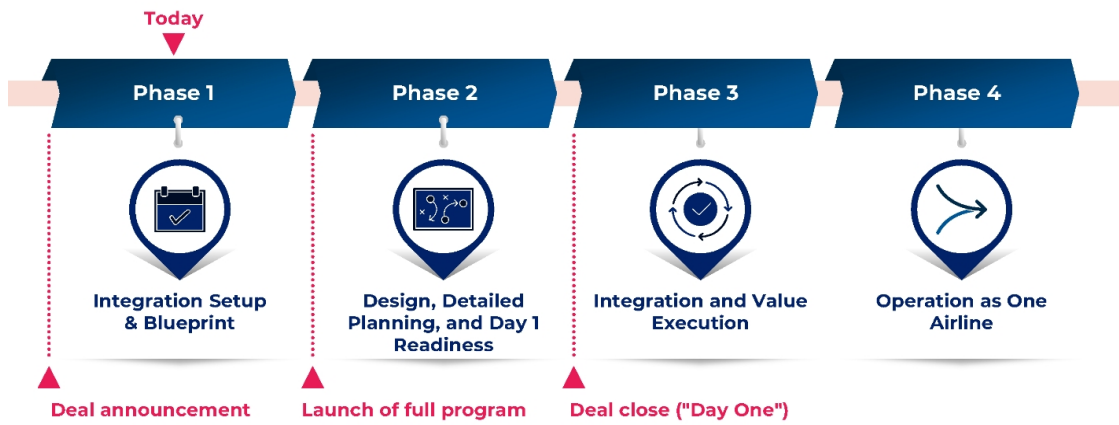 Today
Phase 1
Phase 2
Phase 3
Phase 4
Integration Setup
& Blueprint
Design, Detailed
Planning, and Day 1
Readiness
Integration and Value
Execution
Operation as One
Airline
Deal announcement
Launch of full program
Deal close ("Day One")